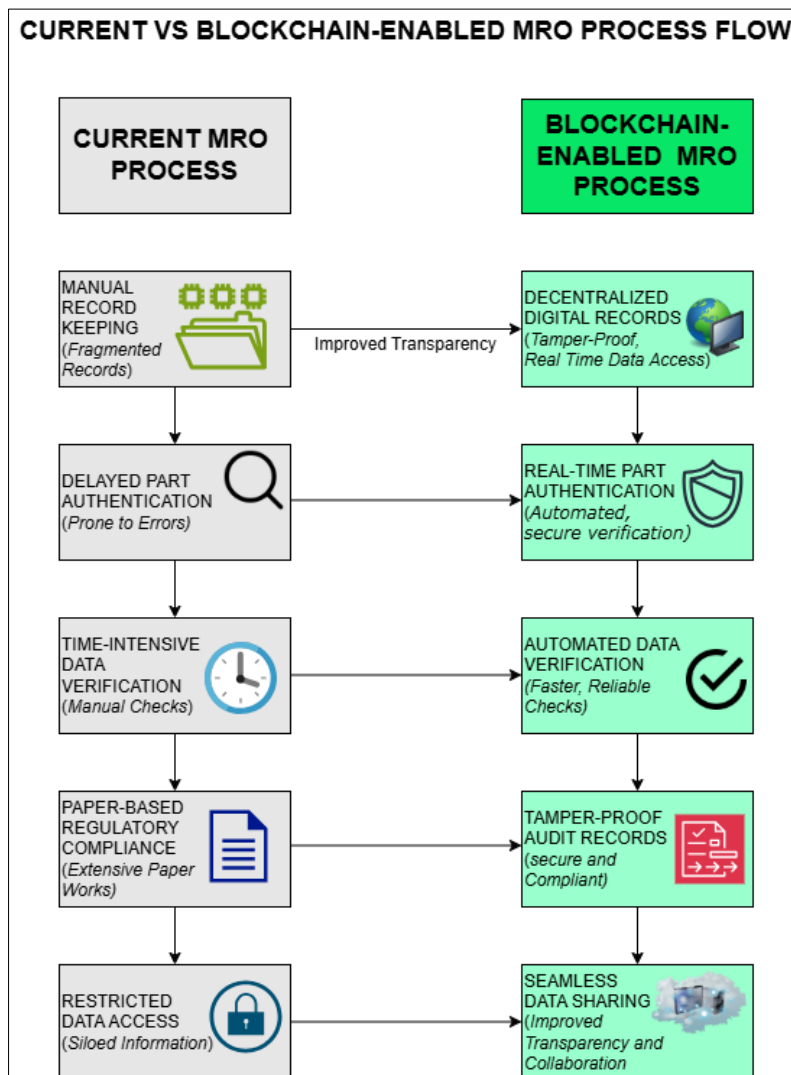 CURRENT VS BLOCKCHAIN-ENABLED MRO PROCESS FLOW
CURRENT MRO
PROCESS
BLOCKCHAIN-
ENABLED MRO
PROCESS
MANUAL
RECORD
KEEPING
(Fragmented
Records)
Improved Transparency
DECENTRALIZED
DIGITAL RECORDS
(Tamper-Proof,
Real Time Data Access)
DELAYED PART
AUTHENTICATION
(Prone to Errors)
REAL-TIME PART
AUTHENTICATION
(Automated,
secure verification)
TIME-INTENSIVE
DATA
VERIFICATION
(Manual Checks)
AUTOMATED DATA
VERIFICATION
(Faster, Reliable
Checks)
PAPER-BASED
REGULATORY
COMPLIANCE
(Extensive Paper
Works)
TAMPER-PROOF
AUDIT RECORDS
(secure and
Compliant)
RESTRICTED
DATA ACCESS
(Siloed Information)
SEAMLESS
DATA SHARING
(Improved
Transparency and
Collaboration